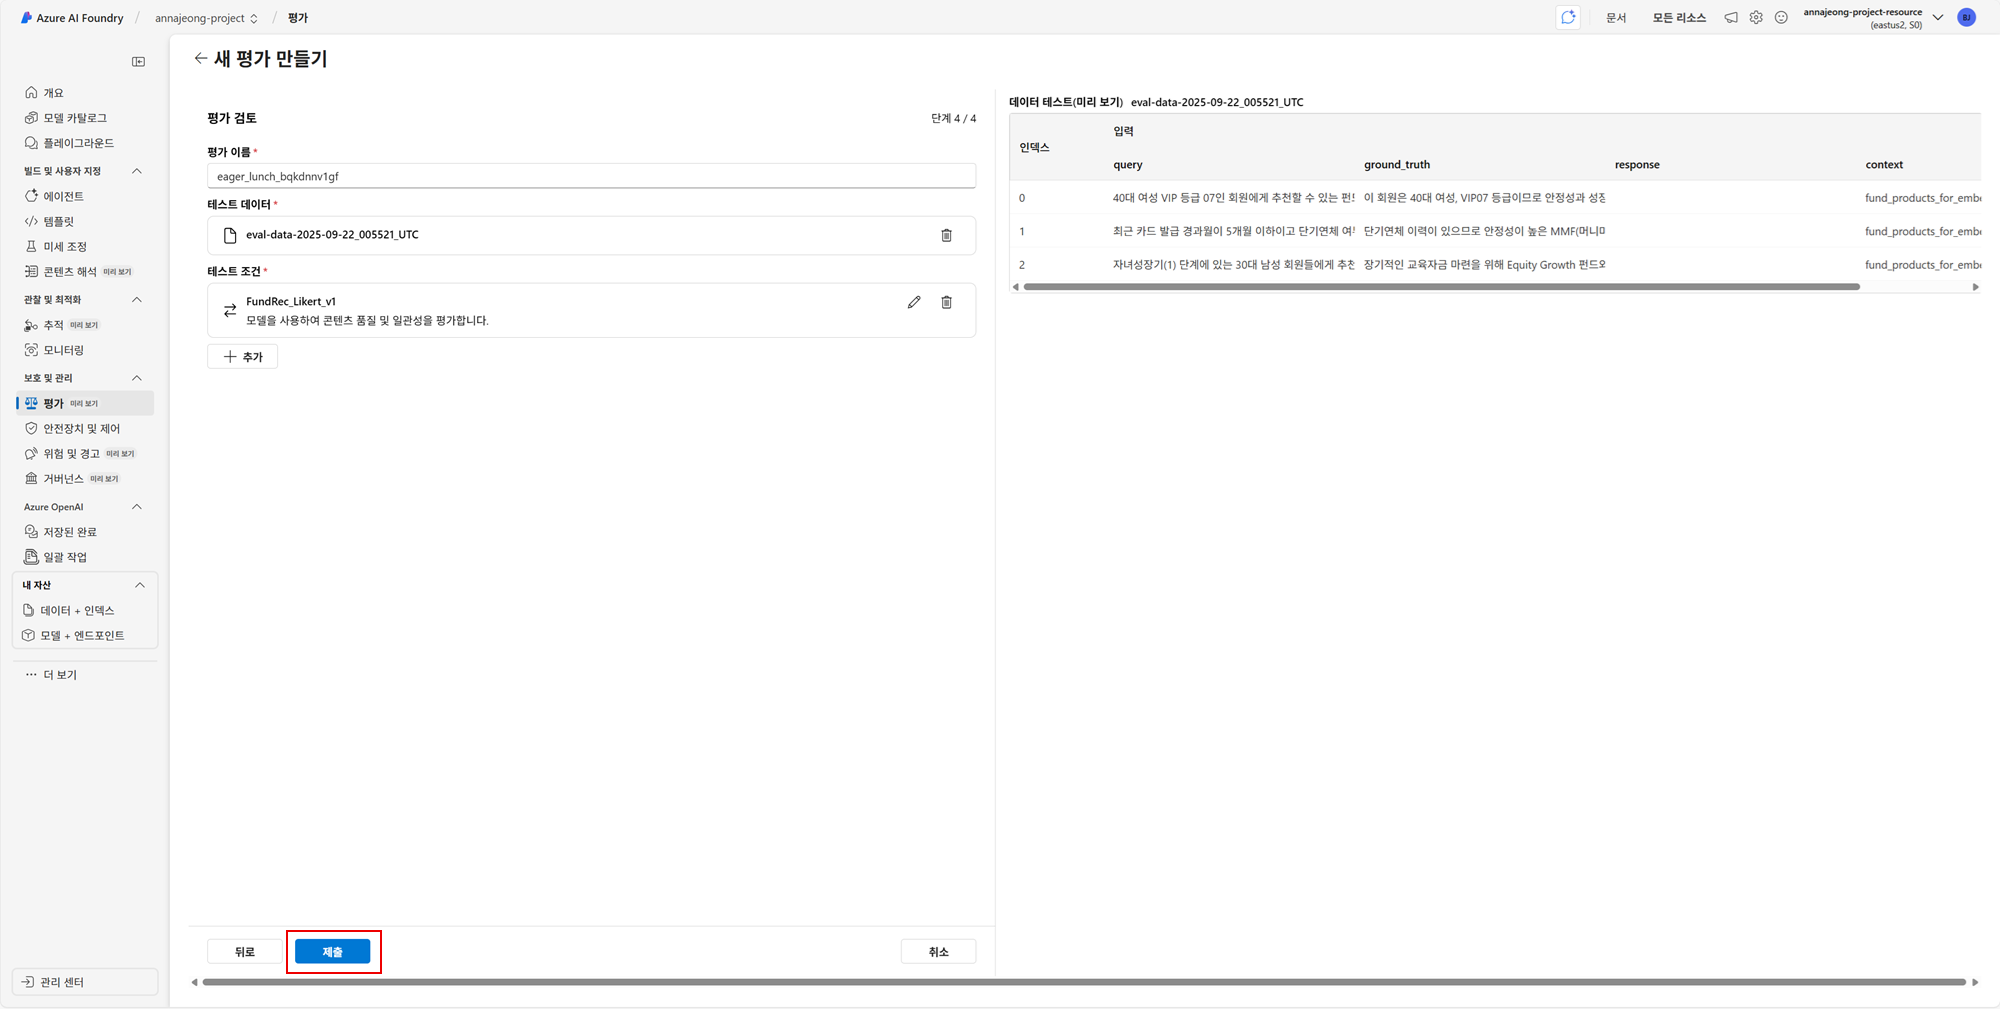 Azure AI Foundry / annajeong-project / 평가
문서 모든 리소스 annajeong-project-resource (eastus2, S0) BJ
개요
모델 카탈로그
플레이그라운드
빌드 및 사용자 지정
에이전트
템플릿
미세 조정
콘텐츠 해석 미리 보기
관찰 및 최적화
추적 미리 보기
모니터링
보호 및 관리
평가 미리 보기
안전장치 및 제어
위험 및 경고 미리 보기
거버넌스 미리 보기
Azure OpenAI
저장된 완료
일괄 작업
내 자산
데이터 + 인덱스
모델 + 엔드포인트
더 보기
관리 센터
새 평가 만들기
평가 검토 단계 4 / 4
평가 이름 *
eager_lunch_bqkdnnv1gf
테스트 데이터 *
eval-data-2025-09-22_005521_UTC
테스트 조건 *
FundRec_Likert_v1
모델을 사용하여 콘텐츠 품질 및 일관성을 평가합니다.
추가
뒤로 제출 취소
데이터 테스트(미리 보기) eval-data-2025-09-22_005521_UTC
인덱스 입력
query ground_truth response context
0 40대 여성 VIP 등급 07인 회원에게 추천할 수 있는 펀드 이 회원은 40대 여성, VIP07 등급이므로 안정성과 성장 fund_products_for_embe
1 최근 카드 발급 경과월이 5개월 이하이고 단기연체 여부 단기연체 이력이 있으므로 안정성이 높은 MMF(머니마 fund_products_for_embe
2 자녀성장기(1) 단계에 있는 30대 남성 회원들에게 추천 장기적인 교육자금 마련을 위해 Equity Growth 펀드와 fund_products_for_embe